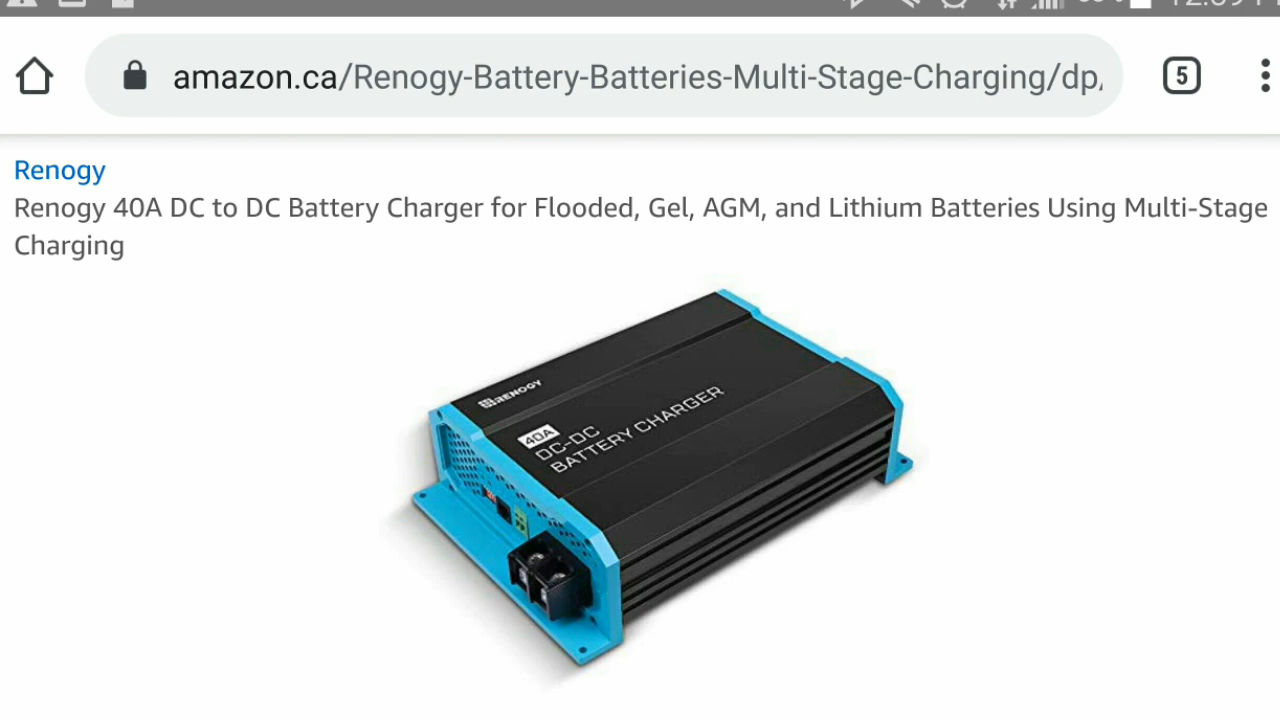 amazon.ca/Renogy-Battery-Batteries-Multi-Stage-Charging/dp
5
Renogy
Renogy 40A DC to DC Battery Charger for Flooded, Gel, AGM, and Lithium Batteries Using Multi-Stage
Charging
RENOGY
40A
DC-DC
BATTERY CHARGER